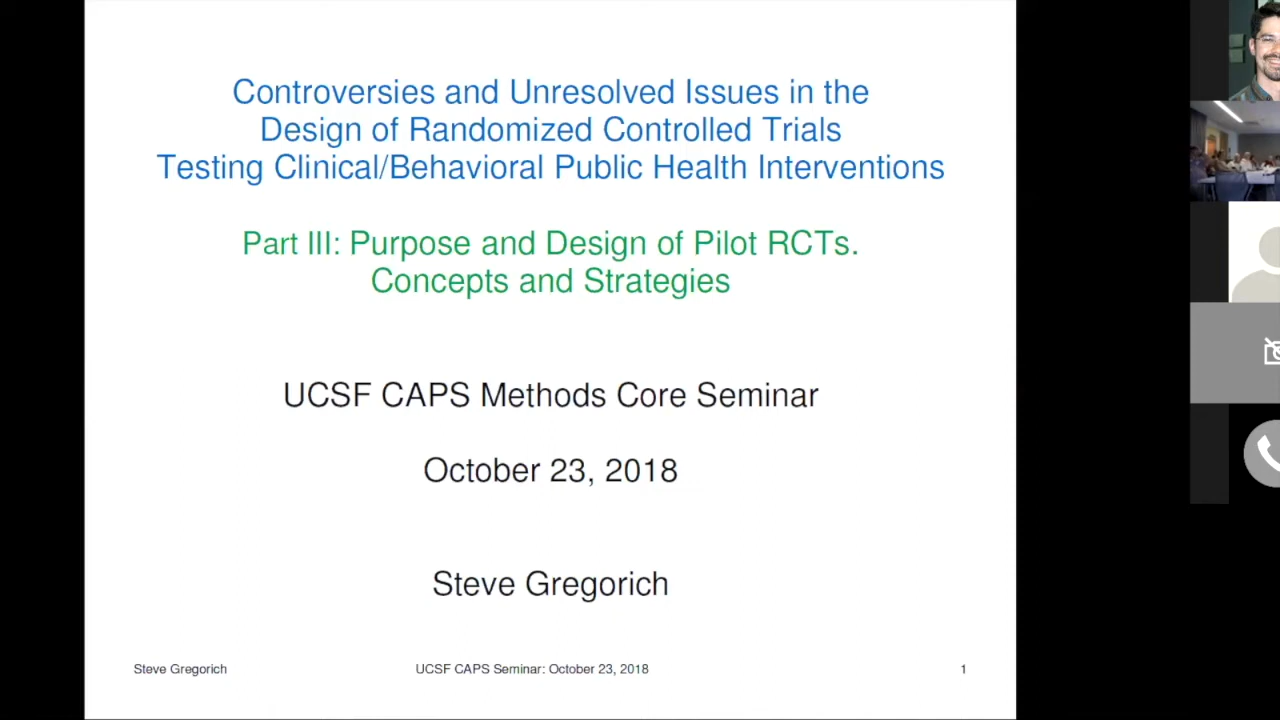 Controversies and Unresolved Issues in the
Design of Randomized Controlled Trials
Testing Clinical/Behavioral Public Health Interventions
Part III: Purpose and Design of Pilot RCTs.
Concepts and Strategies
UCSF CAPS Methods Core Seminar
October 23, 2018
Steve Gregorich
Steve Gregorich
UCSF CAPS Seminar: October 23, 2018
1